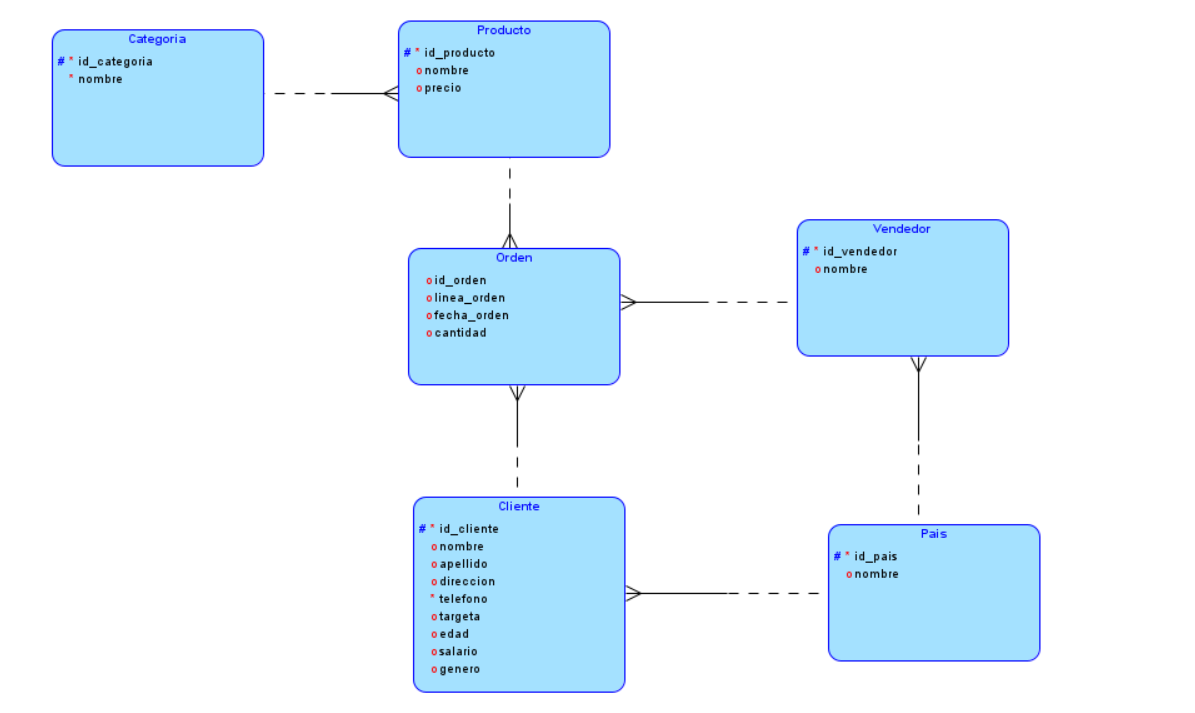 Categoria
# * id_categoria
* nombre
Producto
# * id_producto
o nombre
o precio
Orden
o id_orden
o linea_orden
o fecha_orden
o cantidad
Vendedor
# * id_vendedor
o nombre
Cliente
# * id_cliente
o nombre
o apellido
o direccion
* telefono
o targeta
o edad
o salario
o genero
Pais
# * id_pais
o nombre